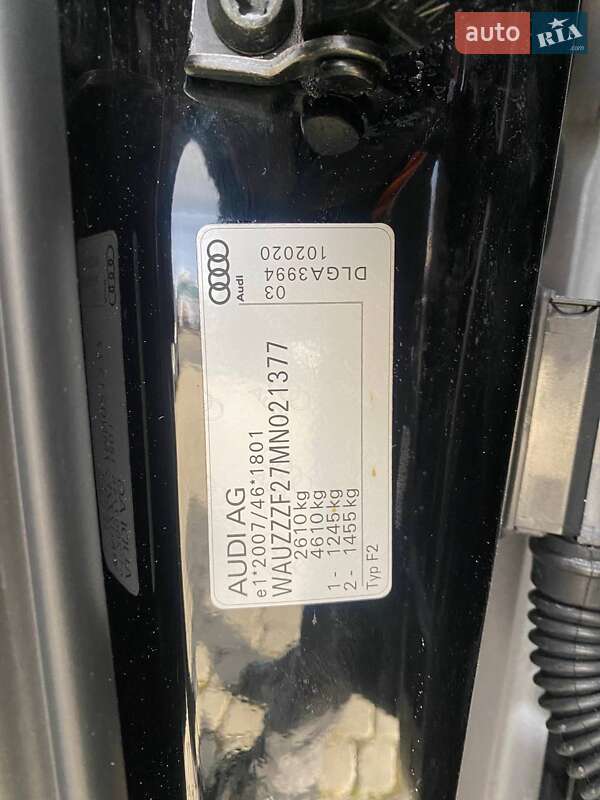 auto RIA
.com
Audi
03
DLGA3994
102020
AUDI AG
e1*2007/46*1801
WAUZZZF27MN021377
2610kg
4610kg
1- 1245kg
2- 1455kg
Typ F2